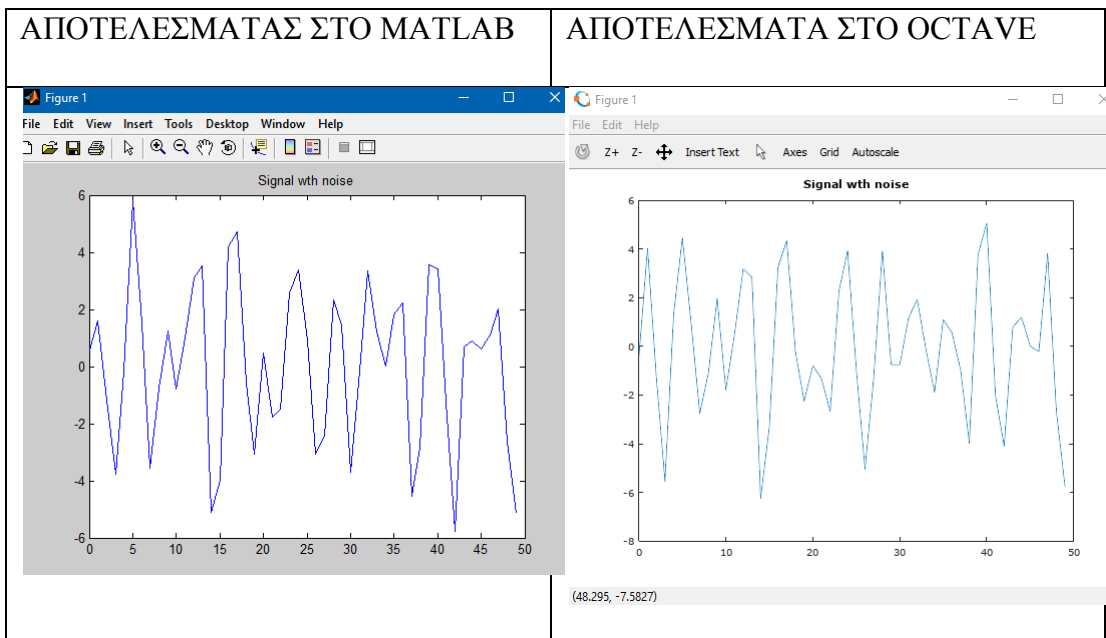 ΑΠΟΤΕΛΕΣΜΑΤΑΣ ΣΤΟ MATLAB
ΑΠΟΤΕΛΕΣΜΑΤΑ ΣΤΟ OCTAVE
Figure 1
File Edit View Insert Tools Desktop Window Help
Signal wth noise
6
4
2
0
-2
-4
-6
0 5 10 15 20 25 30 35 40 45 50
Figure 1
File Edit Help
Z+ Z- Insert Text Axes Grid Autoscale
Signal wth noise
6
4
2
0
-2
-4
-6
-8
0 10 20 30 40 50
(48.295, -7.5827)